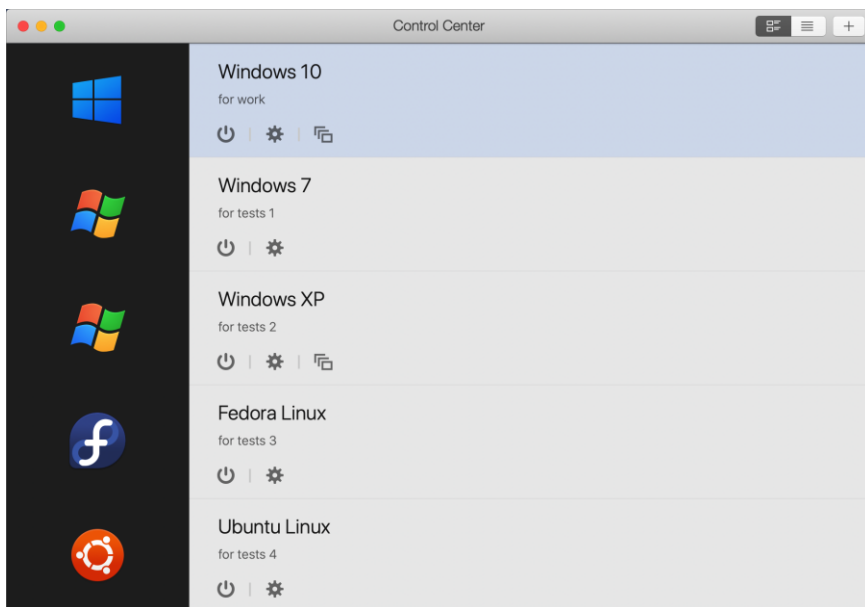 Control Center
Windows 10
for work
Windows 7
for tests 1
Windows XP
for tests 2
Fedora Linux
for tests 3
Ubuntu Linux
for tests 4